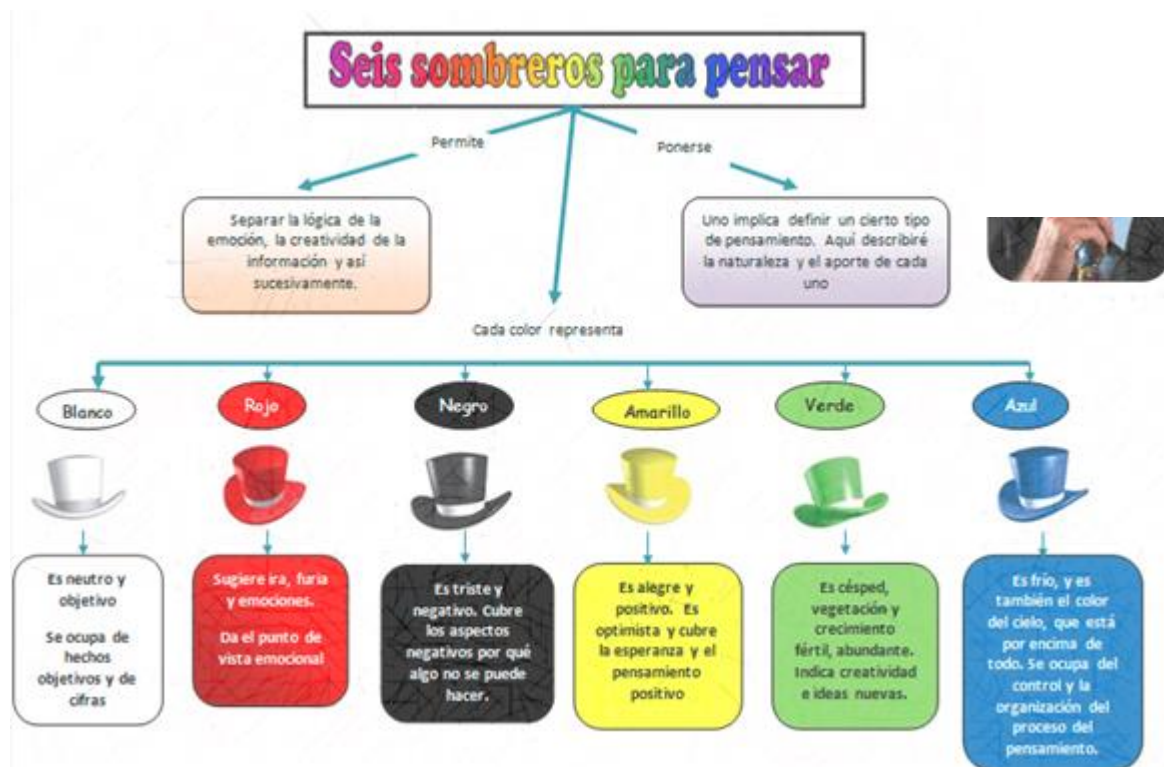 Seis sombreros para pensar
Permite
Ponerse
Separar la lógica de la
emoción, la creatividad de la
información y así
sucesivamente.
Uno implica definir un cierto tipo
de pensamiento. Aquí describiré
la naturaleza y el aporte de cada
uno
Cada color representa
Blanco
Rojo
Negro
Amarillo
Verde
Azul
Es neutro y
objetivo
Se ocupa de
hechos
objetivos y de
cifras
Sugiere ira, furia
y emociones.
Da el punto de
vista emocional
Es triste y
negativo. Cubre
los aspectos
negativos por qué
algo no se puede
hacer.
Es alegre y
positivo. Es
optimista y cubre
la esperanza y el
pensamiento
positivo
Es césped,
vegetación y
crecimiento
fértil, abundante.
Indica creatividad
e ideas nuevas.
Es frío, y es
también el color
del cielo, que está
por encima de
todo. Se ocupa del
control y la
organización del
proceso del
pensamiento.